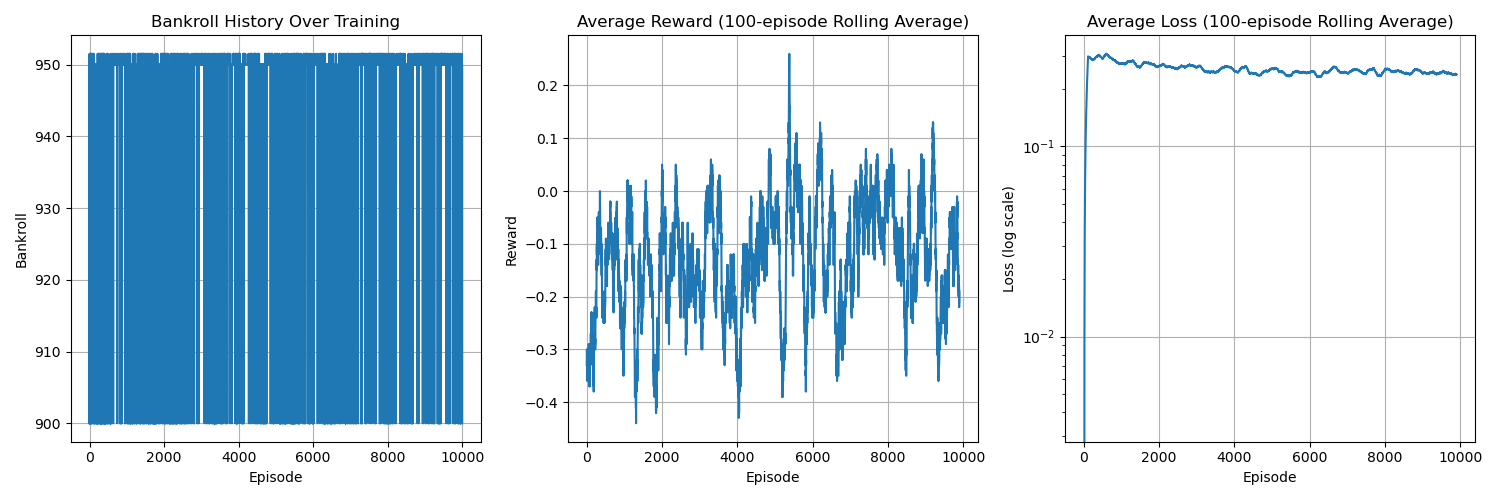 Bankroll History Over Training
Bankroll
950
940
930
920
910
900
0 2000 4000 6000 8000 10000
Episode
Average Reward (100-episode Rolling Average)
Reward
0.2
0.1
0.0
−0.1
−0.2
−0.3
−0.4
0 2000 4000 6000 8000 10000
Episode
Average Loss (100-episode Rolling Average)
Loss (log scale)
10⁻¹
10⁻²
0 2000 4000 6000 8000 10000
Episode